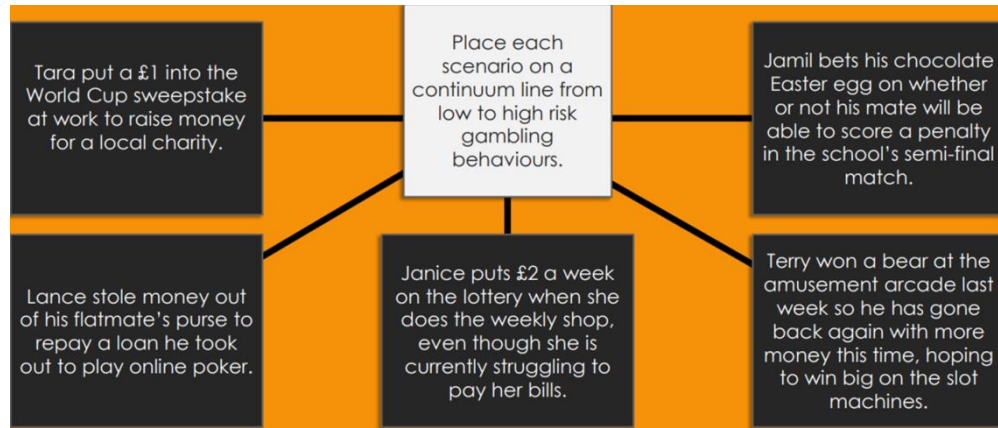 Tara put a £1 into the
World Cup sweepstake
at work to raise money
for a local charity.
Place each
scenario on a
continuum line from
low to high risk
gambling
behaviours.
Jamil bets his chocolate
Easter egg on whether
or not his mate will be
able to score a penalty
in the school’s semi-final
match.
Lance stole money out
of his flatmate’s purse to
repay a loan he took
out to play online poker.
Janice puts £2 a week
on the lottery when she
does the weekly shop,
even though she is
currently struggling to
pay her bills.
Terry won a bear at the
amusement arcade last
week so he has gone
back again with more
money this time, hoping
to win big on the slot
machines.